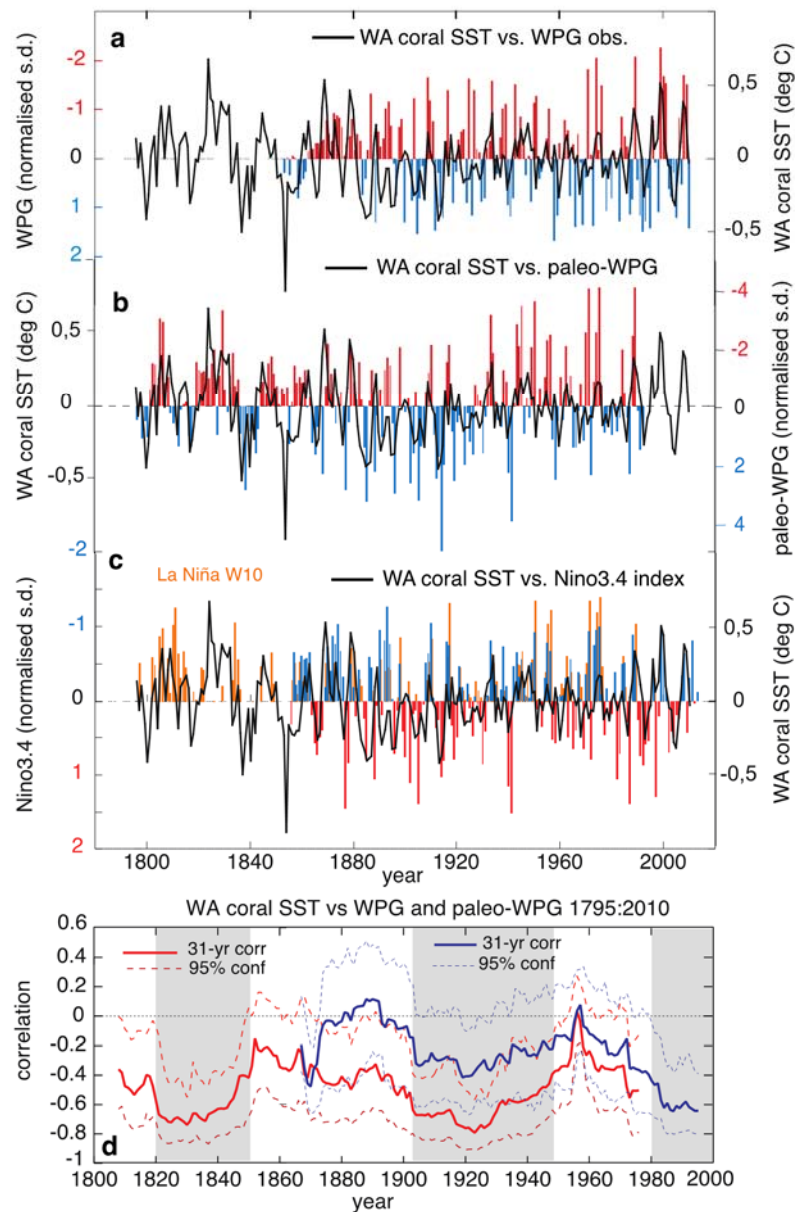 a
WA coral SST vs. WPG obs.
WPG (normalised s.d.)
-2
-1
0
1
2
0,5
0
-0,5
WA coral SST (deg C)
b
WA coral SST vs. paleo-WPG
WA coral SST (deg C)
0,5
0
-0,5
-4
-2
0
2
4
paleo-WPG (normalised s.d.)
c
La Niña W10
WA coral SST vs. Nino3.4 index
Nino3.4 (normalised s.d.)
-2
-1
0
1
2
0,5
0
-0,5
WA coral SST (deg C)
1800 1840 1880 1920 1960 2000
year
WA coral SST vs WPG and paleo-WPG 1795:2010
31-yr corr
95% conf
31-yr corr
95% conf
correlation
0.6
0.4
0.2
0
-0.2
-0.4
-0.6
-0.8
-1
d
1800 1820 1840 1860 1880 1900 1920 1940 1960 1980 2000
year